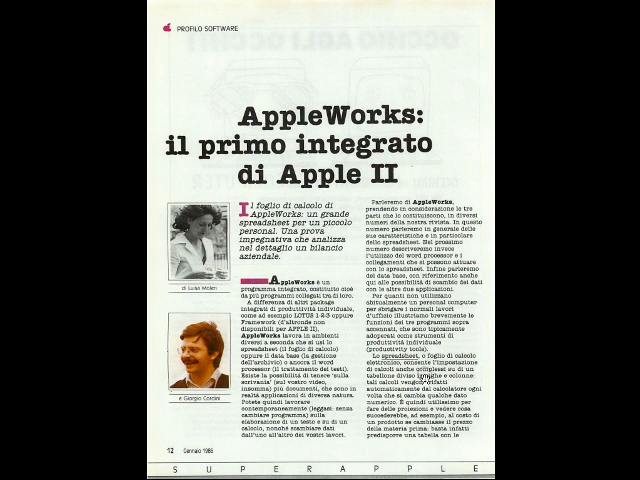 PROFILO SOFTWARE
AppleWorks:
il primo integrato
di Apple II
Il foglio di calcolo di
AppleWorks: un grande
spreadsheet per un piccolo
personal. Una prova
impegnativa che analizza
nel dettaglio un bilancio
aziendale.
di Luisa Molari
e Giorgio Corsini
AppleWorks è un
programma integrato, costituito cioè
da più programmi collegati tra di loro.
A differenza di altri package
integrati di produttività individuale,
come ad esempio LOTUS 1-2-3 oppure
Framework (d'altronde non
disponibili per APPLE II),
AppleWorks lavora in ambienti
diversi a seconda che si usi lo
spreadsheet (il foglio di calcolo)
oppure il data base (la gestione
dell'archivio) o ancora il word
processor (il trattamento dei testi).
Esiste la possibilità di tenere "sulla
scrivania" (sul vostro video,
insomma) più documenti, che sono in
realtà applicazioni di diversa natura.
Potete quindi lavorare
contemporaneamente (leggasi: senza
cambiare programma) sulla
elaborazione di un testo e su di un
calcolo, nonché scambiare dati
dall'uno all'altro dei vostri lavori.
Parleremo di AppleWorks,
prendendo in considerazione le tre
parti che lo costituiscono, in diversi
numeri della nostra rivista. In questo
numero parleremo in generale delle
sue caratteristiche e in particolare
dello spreadsheet. Nel prossimo
numero descriveremo invece
l'utilizzo del word processor e i
collegamenti che si possono attuare
con lo spreadsheet. Infine parleremo
del data base, con riferimento anche
qui alle possibilità di scambio dei dati
con le altre due applicazioni.
Per quanti non utilizzano
abitualmente un personal computer
per sbrigare i normali lavori
d'ufficio illustriamo brevemente le
funzioni dei tre programmi sopra
accennati, che sono tipicamente
adoperati come strumenti di
produttività individuale
(productivity tools).
Lo spreadsheet, o foglio di calcolo
elettronico, consente l'impostazione
di calcoli anche complessi su di un
tabellone diviso in righe e colonne:
tali calcoli vengono infatti
automaticamente dal calcolatore ogni
volta che si cambia qualche dato
numerico. È quindi utilissimo per
fare delle proiezioni e vedere cosa
succederebbe, ad esempio, al costo di
un prodotto se cambiasse il prezzo
della materia prima: basta infatti
predisporre una tabella con le
12 Gennaio 1986
SUPERAPPLE